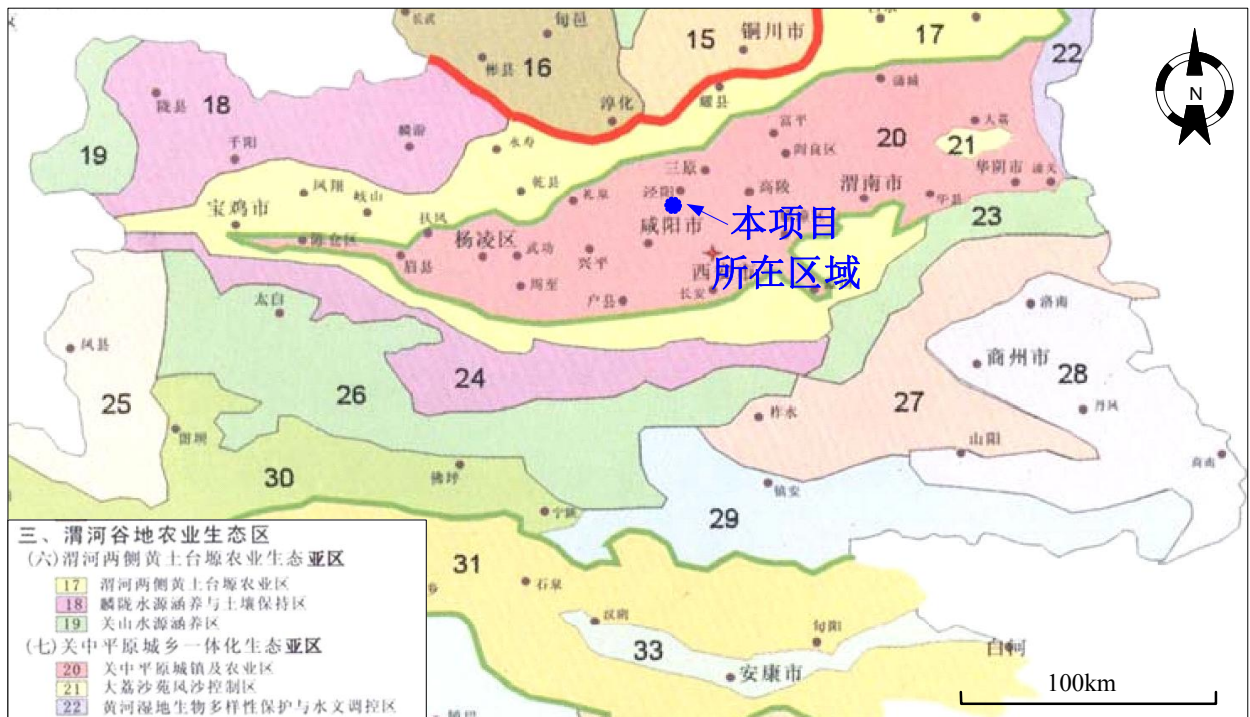 长武
旬邑
铜川市
15
17
白水
22
彬县
16
18
陇县
淳化
耀县
蒲城
N
富平
20
大荔
19
千阳
麟游
永寿
阎良区
21
三原
华阴市
潼关
凤翔
岐山
乾县
礼泉
泾阳
高陵
渭南市
华县
宝鸡市
扶风
咸阳市
本项目
所在区域
23
陈仓区
杨凌区
武功
兴平
眉县
周至
户县
长安
太白
洛南
凤县
商州市
24
28
25
26
27
丹凤
柞水
留坝
山阳
商南
佛坪
30
镇安
宁陕
29
31
石泉
汉阴
旬阳
33
白河
安康市
100km
三、渭河谷地农业生态区
(六)渭河两侧黄土台塬农业生态亚区
17 渭河两侧黄土台塬农业区
18 麟陇水源涵养与土壤保持区
19 关山水源涵养区
(七)关中平原城乡一体化生态亚区
20 关中平原城镇及农业区
21 大荔沙苑风沙控制区
22 黄河湿地生物多样性保护与水文调控区